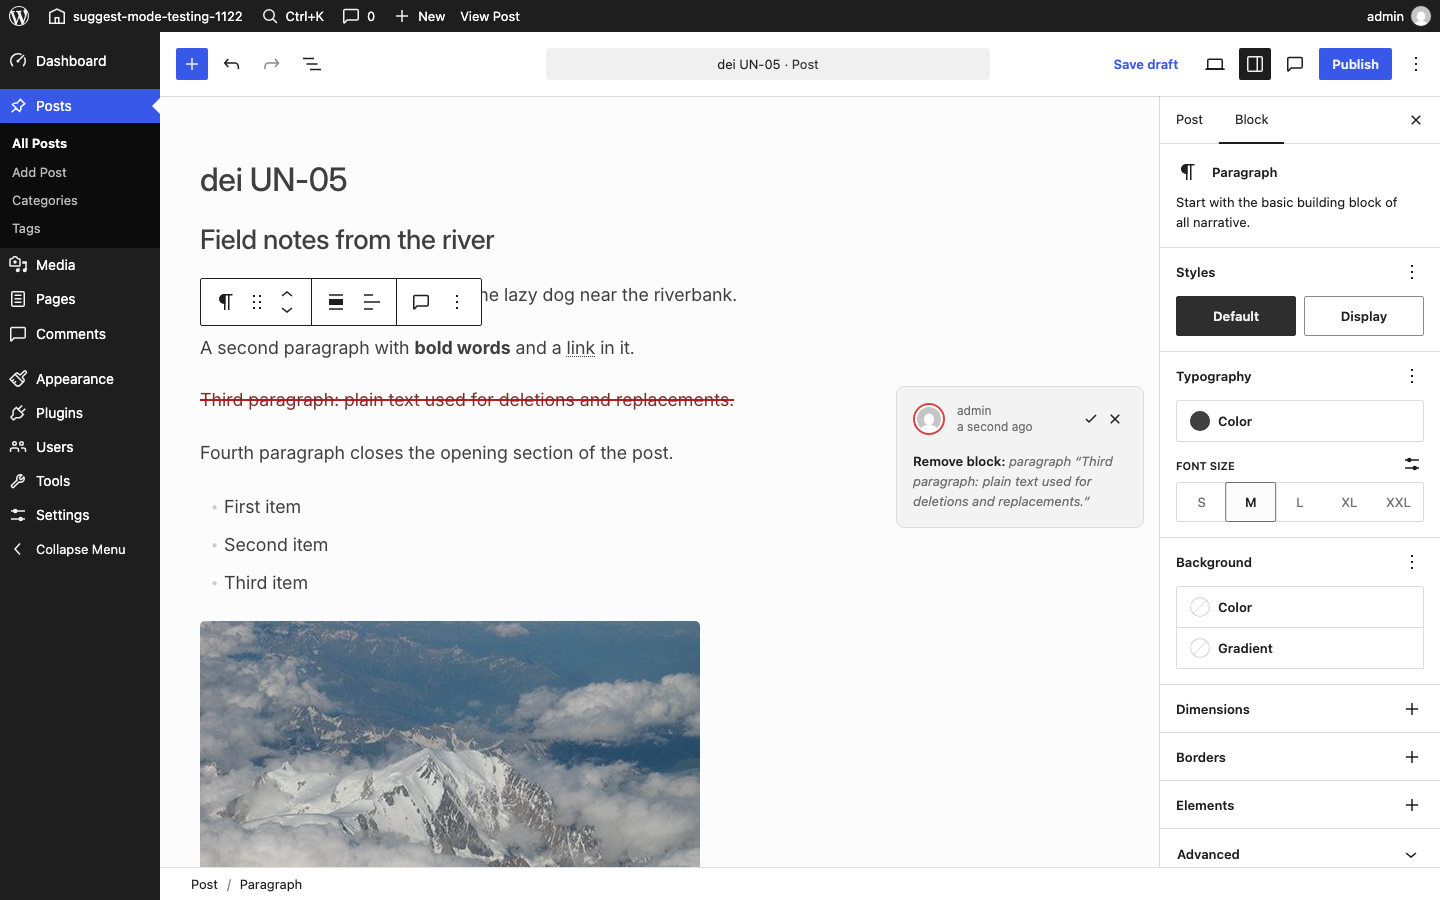 suggest-mode-testing-1122
Ctrl+K
0
New
View Post
admin
Dashboard
Posts
All Posts
Add Post
Categories
Tags
Media
Pages
Comments
Appearance
Plugins
Users
Tools
Settings
Collapse Menu
dei UN-05 · Post
Save draft
Publish
dei UN-05
Field notes from the river
he lazy dog near the riverbank.
A second paragraph with bold words and a link in it.
Third paragraph: plain text used for deletions and replacements.
Fourth paragraph closes the opening section of the post.
• First item
• Second item
• Third item
admin
a second ago
Remove block: paragraph “Third
paragraph: plain text used for
deletions and replacements.”
Post
Block
Paragraph
Start with the basic building block of
all narrative.
Styles
Default
Display
Typography
Color
FONT SIZE
S M L XL XXL
Background
Color
Gradient
Dimensions
Borders
Elements
Advanced
Post / Paragraph